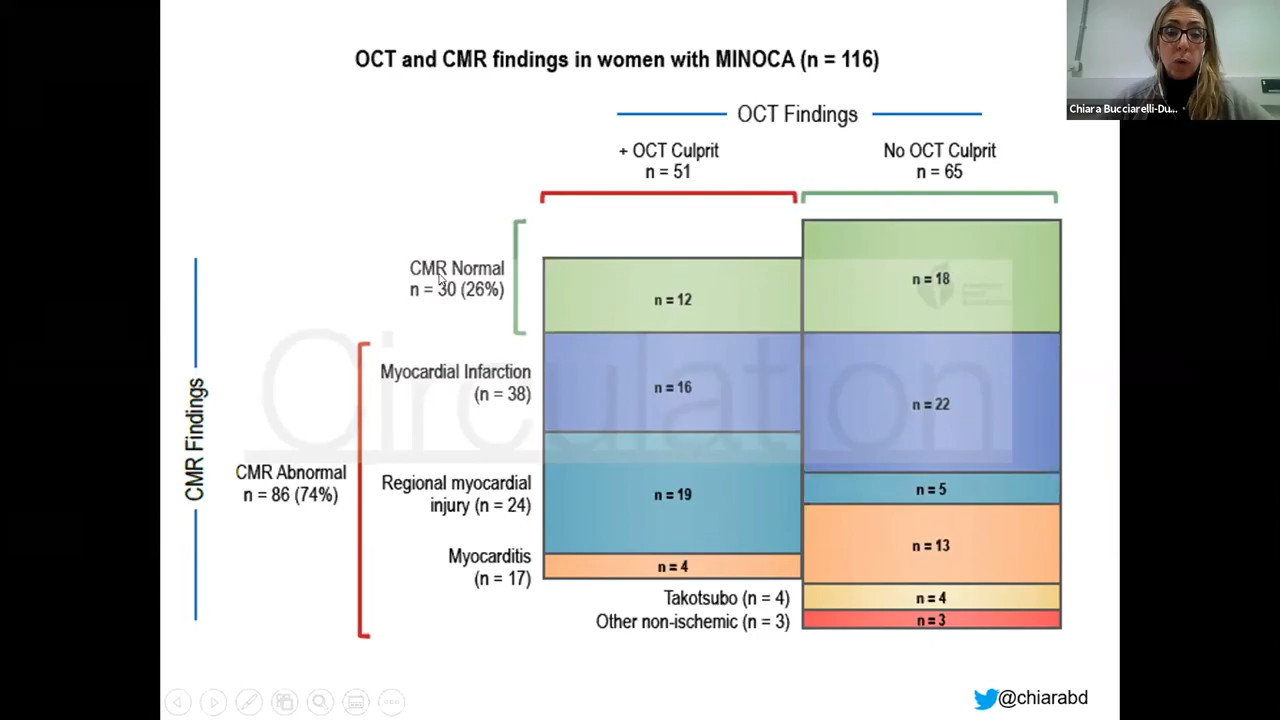 OCT and CMR findings in women with MINOCA (n = 116)
Chiara Bucciarelli-Du...
OCT Findings
+ OCT Culprit
n = 51
No OCT Culprit
n = 65
CMR Findings
CMR Normal
n = 30 (26%)
n = 12
n = 18
CMR Abnormal
n = 86 (74%)
Myocardial Infarction
(n = 38)
n = 16
n = 22
Regional myocardial
injury (n = 24)
n = 19
n = 5
Myocarditis
(n = 17)
n = 4
n = 13
Takotsubo (n = 4)
n = 4
Other non-ischemic (n = 3)
n = 3
Circulation
@chiarabd